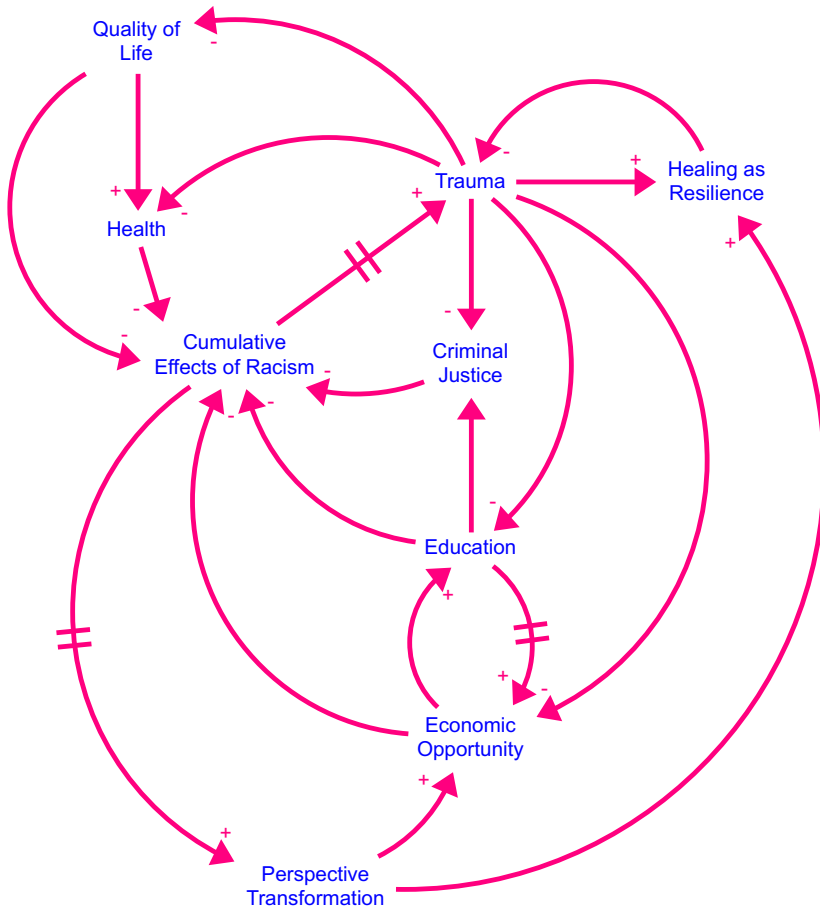 Quality of
Life
-
Trauma
-
+
Healing as
Resilience
+
Health
-
+
+
-
-
-
Cumulative
Effects of Racism
Criminal
Justice
-
-
-
-
Education
+
+
-
Economic
Opportunity
+
+
Perspective
Transformation